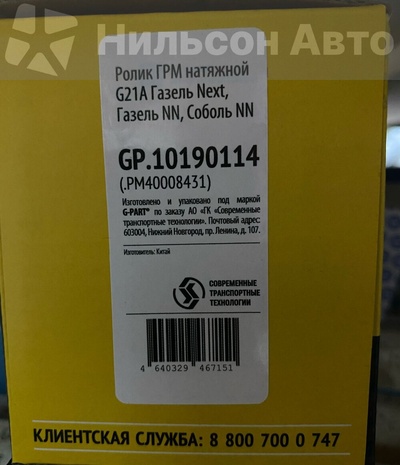 Нильсон Авто
Ролик ГРМ натяжной
G21A Газель Next,
Газель NN, Соболь NN
GP.10190114
(.PM40008431)
Изготовлено и упаковано под маркой
G-PART® по заказу АО «ГК «Современные
транспортные технологии». Почтовый адрес:
603004, Нижний Новгород, пр. Ленина, д. 107.
Изготовитель: Китай
СОВРЕМЕННЫЕ
ТРАНСПОРТНЫЕ
ТЕХНОЛОГИИ
4 640329 467151
КЛИЕНТСКАЯ СЛУЖБА: 8 800 700 0 747